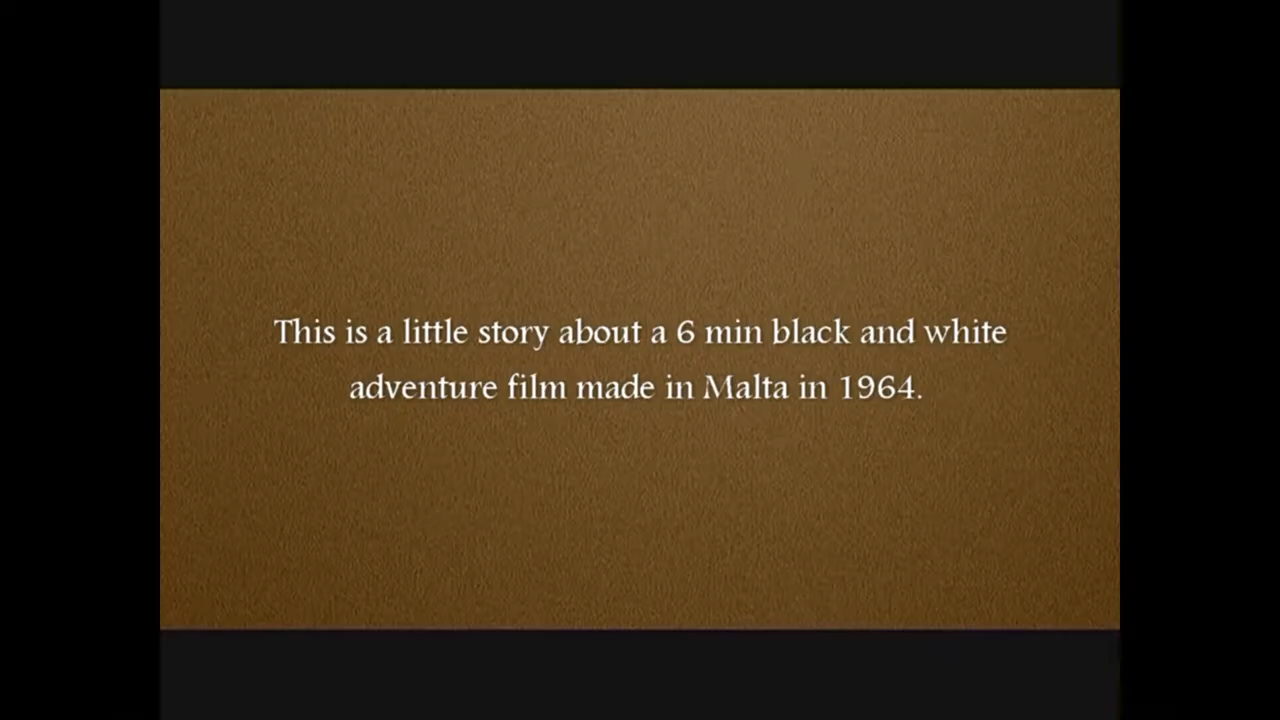 This is a little story about a 6 min black and white
adventure film made in Malta in 1964.